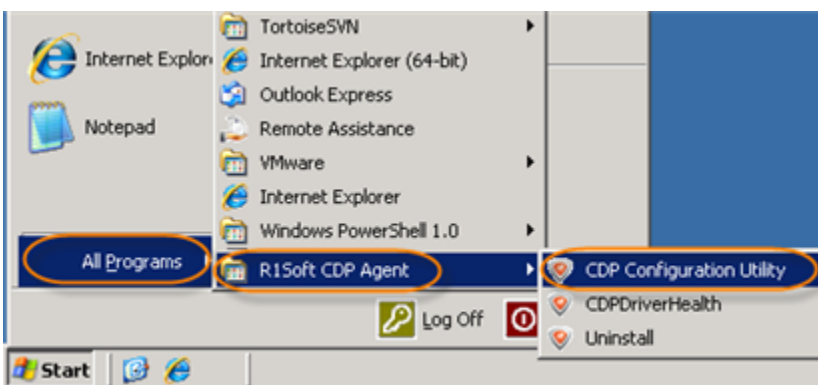 Internet Explor
Notepad
All Programs
TortoiseSVN
Internet Explorer (64-bit)
Outlook Express
Remote Assistance
VMware
Internet Explorer
Windows PowerShell 1.0
R1Soft CDP Agent
CDP Configuration Utility
CDPDriverHealth
Uninstall
Log Off
Start